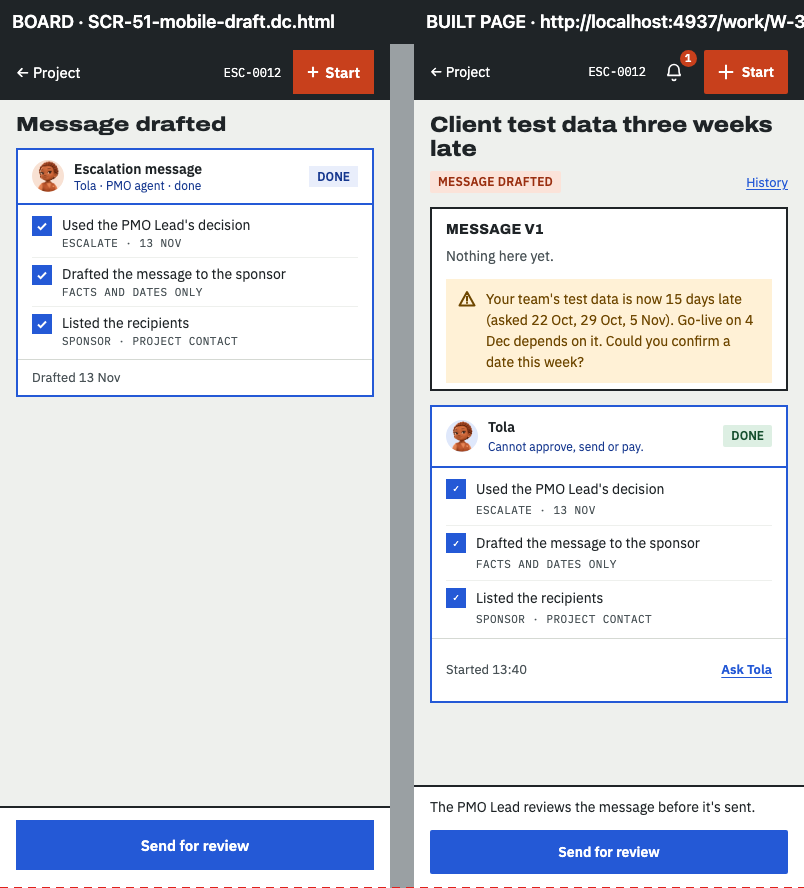 BOARD · SCR-51-mobile-draft.dc.html
← Project
ESC-0012
+ Start
Message drafted
Escalation message
Tola · PMO agent · done
DONE
Used the PMO Lead's decision
ESCALATE · 13 NOV
Drafted the message to the sponsor
FACTS AND DATES ONLY
Listed the recipients
SPONSOR · PROJECT CONTACT
Drafted 13 Nov
Send for review
BUILT PAGE · http://localhost:4937/work/W-3
← Project
ESC-0012
1
+ Start
Client test data three weeks
late
MESSAGE DRAFTED
History
MESSAGE V1
Nothing here yet.
Your team's test data is now 15 days late
(asked 22 Oct, 29 Oct, 5 Nov). Go-live on 4
Dec depends on it. Could you confirm a
date this week?
Tola
Cannot approve, send or pay.
DONE
Used the PMO Lead's decision
ESCALATE · 13 NOV
Drafted the message to the sponsor
FACTS AND DATES ONLY
Listed the recipients
SPONSOR · PROJECT CONTACT
Started 13:40
Ask Tola
The PMO Lead reviews the message before it's sent.
Send for review